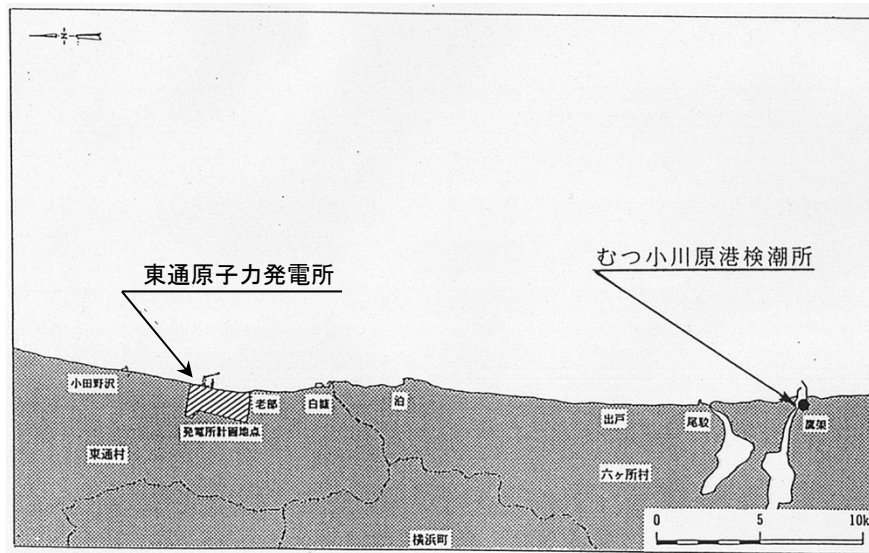 N
東通原子力発電所
むつ小川原港検潮所
小田野沢
老部
白糠
泊
出戸
尾駮
鷹架
発電所計画地点
東通村
六ヶ所村
横浜町
0 5 10k